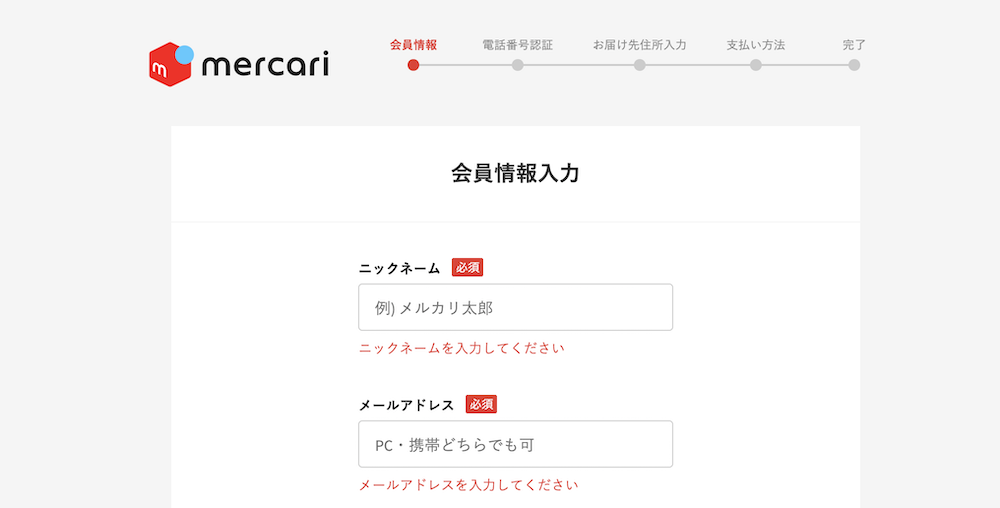 m mercari
会員情報 電話番号認証 お届け先住所入力 支払い方法 完了
会員情報入力
ニックネーム 必須
例) メルカリ太郎
ニックネームを入力してください
メールアドレス 必須
PC・携帯どちらでも可
メールアドレスを入力してください